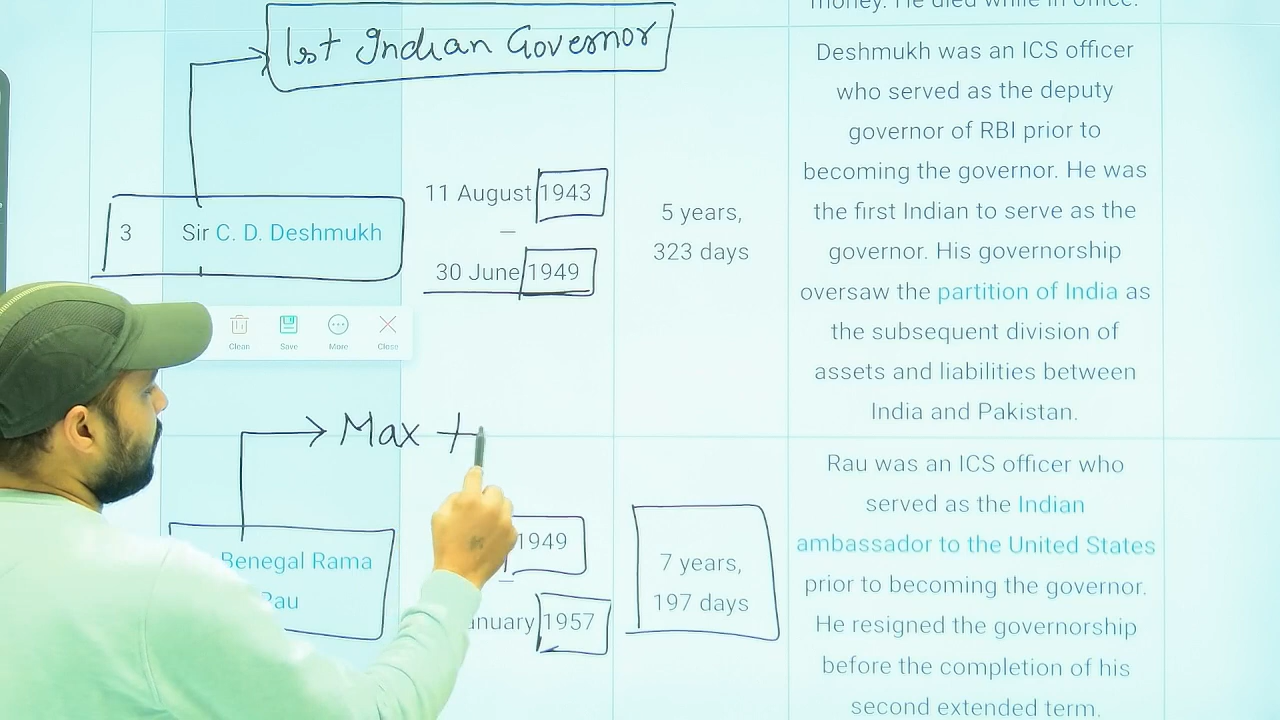 money. He died while in office.
1st Indian Governor
3
Sir C. D. Deshmukh
11 August 1943
–
30 June 1949
5 years,
323 days
Deshmukh was an ICS officer
who served as the deputy
governor of RBI prior to
becoming the governor. He was
the first Indian to serve as the
governor. His governorship
oversaw the partition of India as
the subsequent division of
assets and liabilities between
India and Pakistan.
Clean
Save
More
Close
Max
Benegal Rama
Rau
1949
–
January 1957
7 years,
197 days
Rau was an ICS officer who
served as the Indian
ambassador to the United States
prior to becoming the governor.
He resigned the governorship
before the completion of his
second extended term.